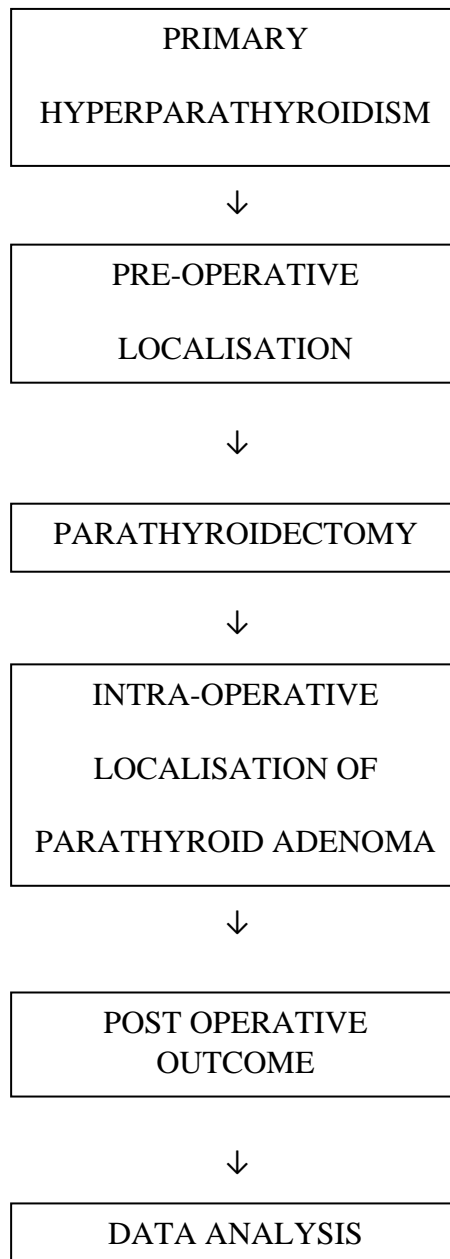 PRIMARY
HYPERPARATHYROIDISM
↓
PRE-OPERATIVE
LOCALISATION
↓
PARATHYROIDECTOMY
↓
INTRA-OPERATIVE
LOCALISATION OF
PARATHYROID ADENOMA
↓
POST OPERATIVE
OUTCOME
↓
DATA ANALYSIS